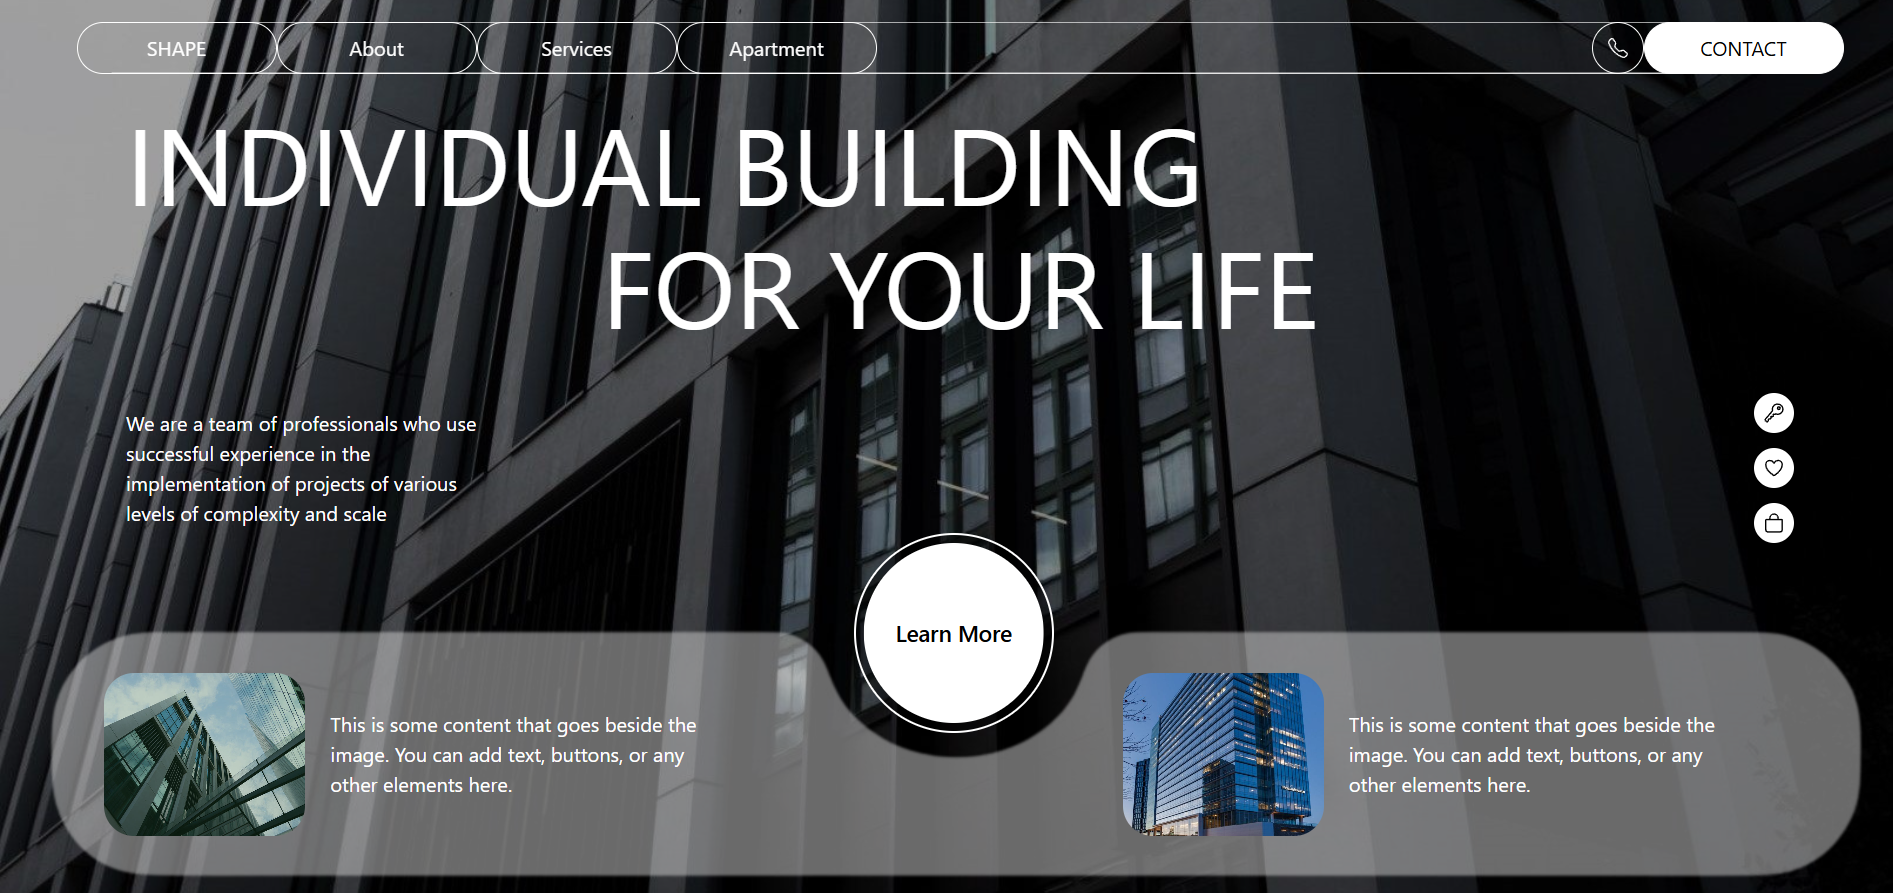 SHAPE
About
Services
Apartment
CONTACT
INDIVIDUAL BUILDING
FOR YOUR LIFE
We are a team of professionals who use
successful experience in the
implementation of projects of various
levels of complexity and scale
Learn More
This is some content that goes beside the
image. You can add text, buttons, or any
other elements here.
This is some content that goes beside the
image. You can add text, buttons, or any
other elements here.